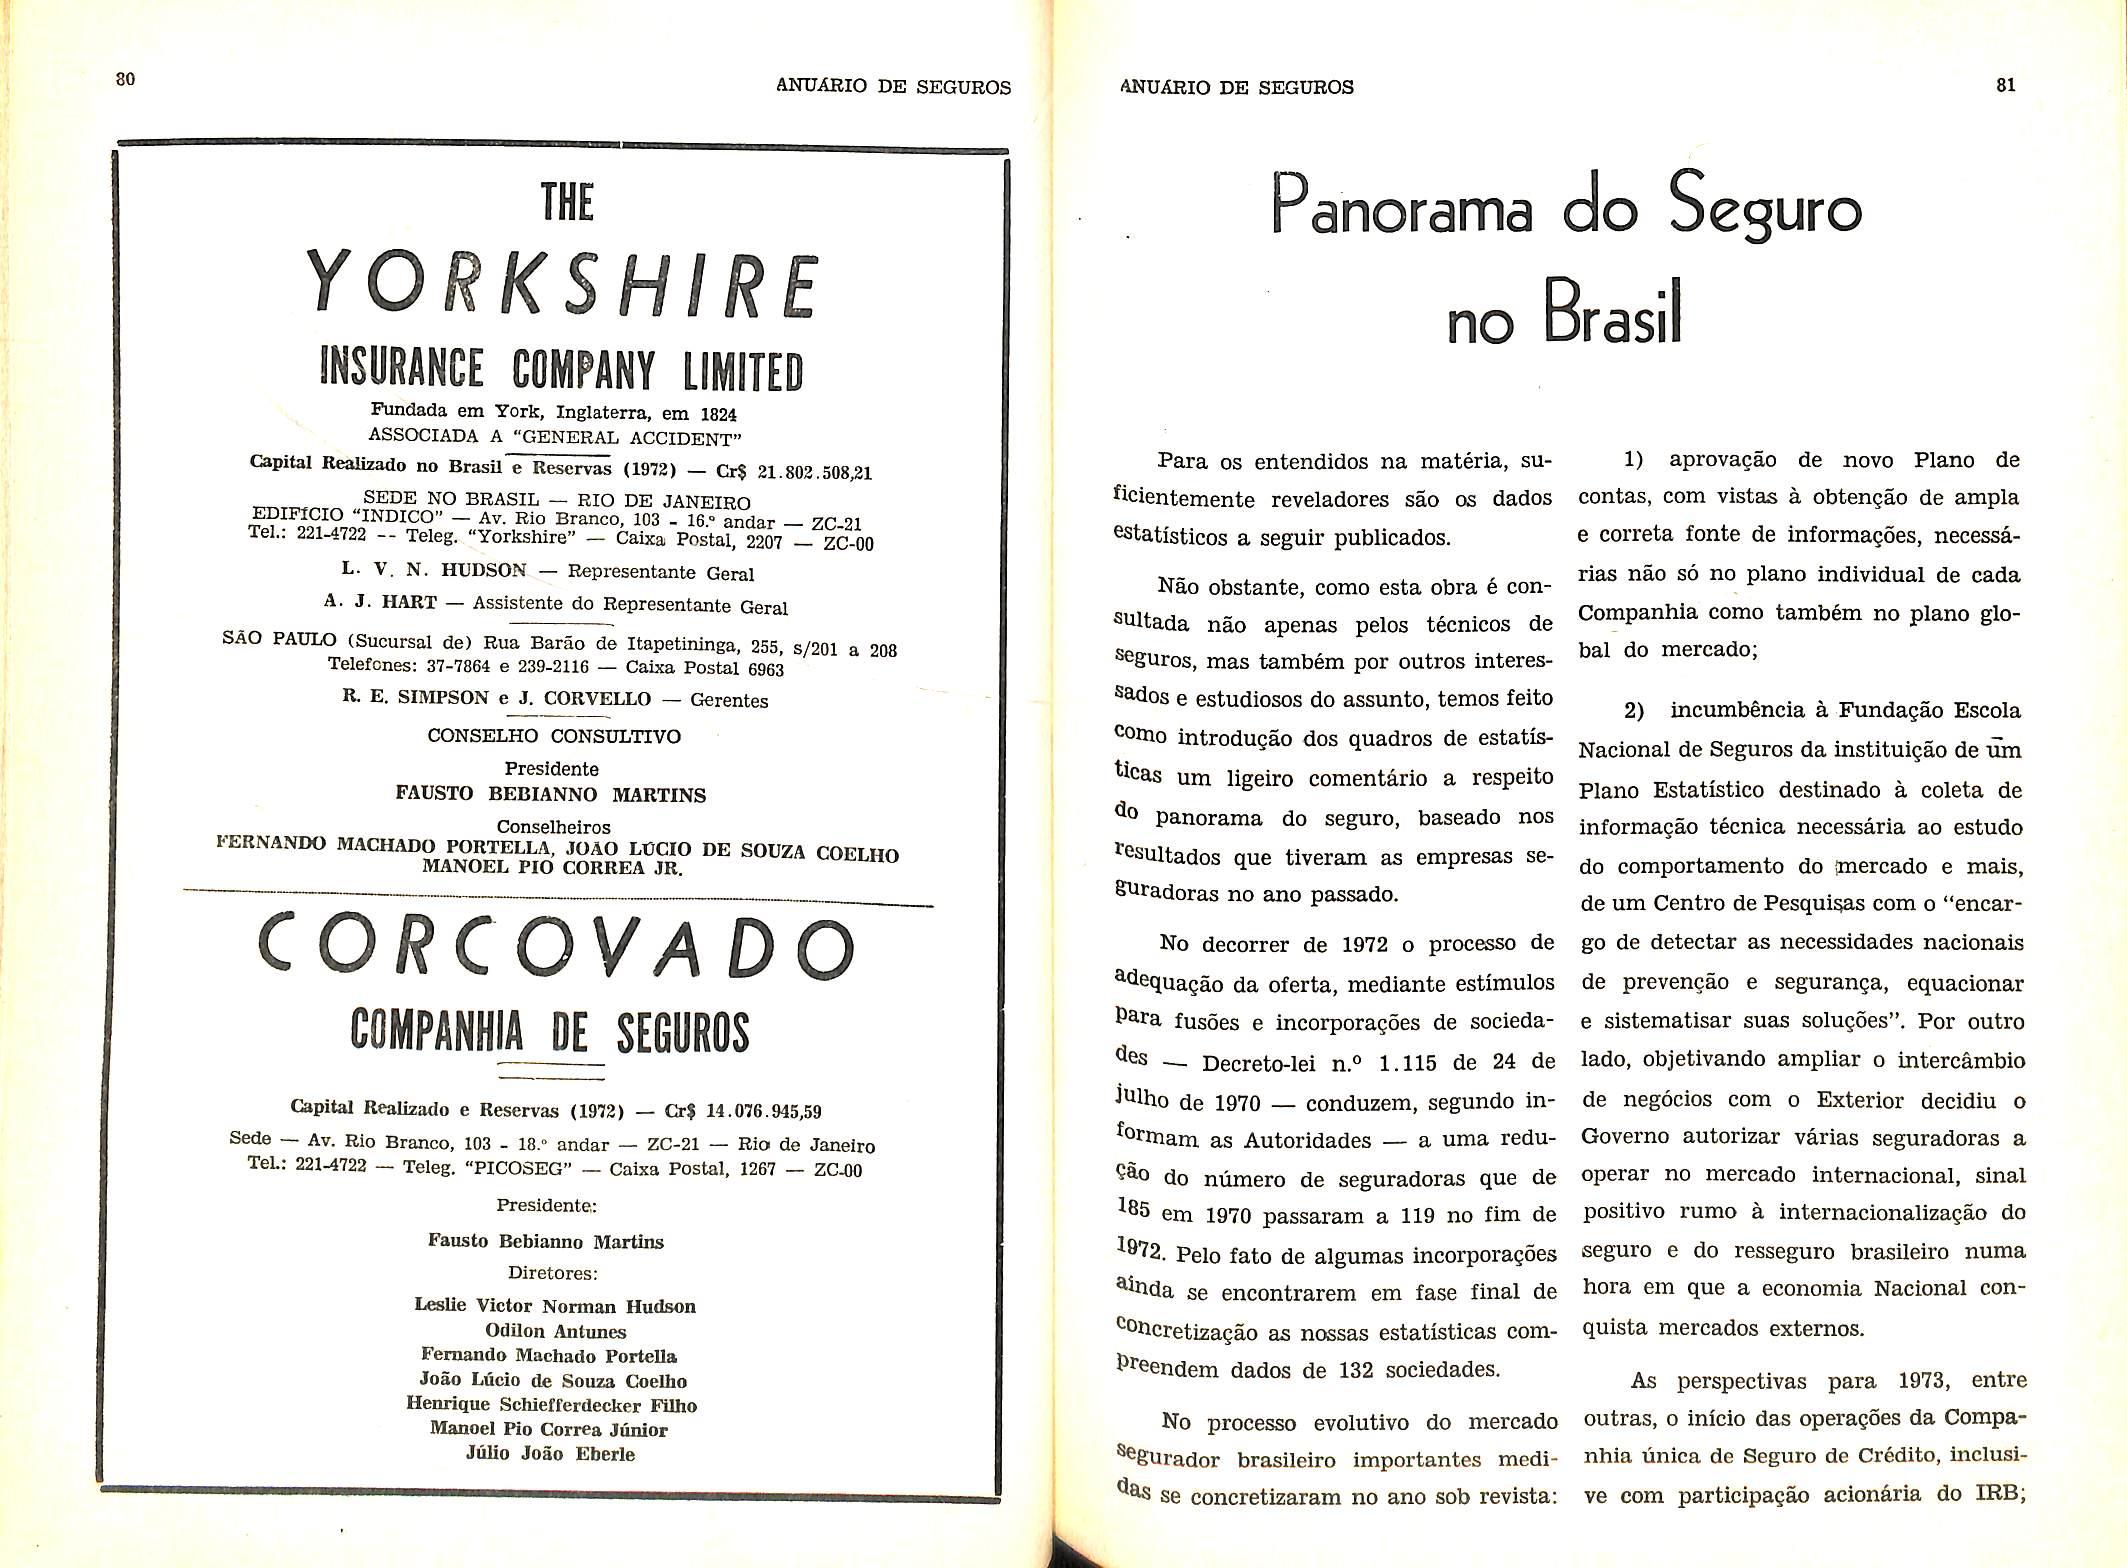 80
ANUÁRIO DE SEGUROS
THE
YORKSHIRE
INSURANCE COMPANY LIMITED
Fundada em York, Inglaterra, em 1824
ASSOCIADA A “GENERAL ACCIDENT”
Capital Realizado no Brasil e Reservas (1972) — Cr$ 21.802.508,21
SEDE NO BRASIL — RIO DE JANEIRO
EDIFÍCIO “INDICO” — Av. Rio Branco, 103 - 16.º andar — ZC-21
Tel.: 221-4722 -- Teleg. “Yorkshire” — Caixa Postal, 2207 — ZC-00
L. V. N. HUDSON — Representante Geral
A. J. HART — Assistente do Representante Geral
SÃO PAULO (Sucursal de) Rua Barão de Itapetininga, 255, s/201 a 208
Telefones: 37-7864 e 239-2116 — Caixa Postal 6963
R. E. SIMPSON e J. CORVELLO — Gerentes
CONSELHO CONSULTIVO
Presidente
FAUSTO BEBIANNO MARTINS
Conselheiros
FERNANDO MACHADO PORTELLA, JOÃO LÚCIO DE SOUZA COELHO
MANOEL PIO CORREA JR.
CORCOVADO
COMPANHIA DE SEGUROS
Capital Realizado e Reservas (1972) — Cr$ 14.076.945,59
Sede — Av. Rio Branco, 103 - 18.º andar — ZC-21 — Rio de Janeiro
Tel.: 221-4722 — Teleg. “PICOSEG” — Caixa Postal, 1267 — ZC-00
Presidente:
Fausto Bebianno Martins
Diretores:
Leslie Victor Norman Hudson
Odilon Antunes
Fernando Machado Portella
João Lúcio de Souza Coelho
Henrique Schiefferdecker Filho
Manoel Pio Correa Júnior
Júlio João Eberle
ANUÁRIO DE SEGUROS
81
Panorama do Seguro
no Brasil
Para os entendidos na matéria, su-
ficientemente reveladores são os dados
estatísticos a seguir publicados.
Não obstante, como esta obra é con-
sultada não apenas pelos técnicos de
seguros, mas também por outros interes-
sados e estudiosos do assunto, temos feito
como introdução dos quadros de estatís-
ticas um ligeiro comentário a respeito
do panorama do seguro, baseado nos
resultados que tiveram as empresas se-
guradoras no ano passado.
No decorrer de 1972 o processo de
adequação da oferta, mediante estímulos
para fusões e incorporações de socieda-
des — Decreto-lei n.º 1.115 de 24 de
julho de 1970 — conduzem, segundo in-
formam as Autoridades — a uma redu-
ção do número de seguradoras que de
185 em 1970 passaram a 119 no fim de
1972. Pelo fato de algumas incorporações
ainda se encontrarem em fase final de
concretização as nossas estatísticas com-
preendem dados de 132 sociedades.
No processo evolutivo do mercado
segurador brasileiro importantes medi-
das se concretizaram no ano sob revista:
1) aprovação de novo Plano de
contas, com vistas à obtenção de ampla
e correta fonte de informações, necessá-
rias não só no plano individual de cada
Companhia como também no plano glo-
bal do mercado;
2) incumbência à Fundação Escola
Nacional de Seguros da instituição de um
Plano Estatístico destinado à coleta de
informação técnica necessária ao estudo
do comportamento do mercado e mais,
de um Centro de Pesquisas com o “encar-
go de detectar as necessidades nacionais
de prevenção e segurança, equacionar
e sistematisar suas soluções”. Por outro
lado, objetivando ampliar o intercâmbio
de negócios com o Exterior decidiu o
Governo autorizar várias seguradoras a
operar no mercado internacional, sinal
positivo rumo à internacionalização do
seguro e do resseguro brasileiro numa
hora em que a economia Nacional con-
quista mercados externos.
As perspectivas para 1973, entre
outras, o início das operações da Compa-
nhia única de Seguro de Crédito, inclusi-
ve com participação acionária do IRB;